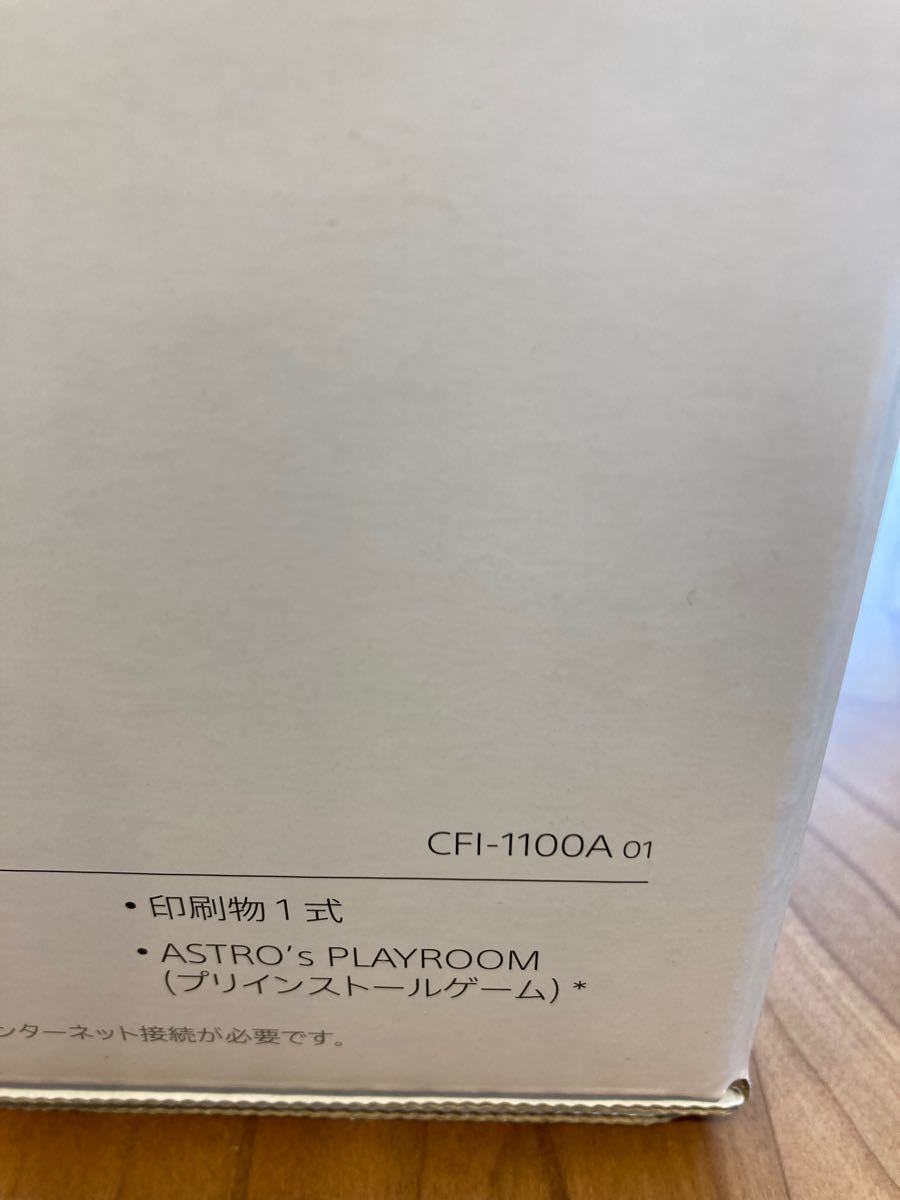 CFI-1100A 01
• 印刷物1式
• ASTRO's PLAYROOM
(プリインストールゲーム) *
ンターネット接続が必要です。